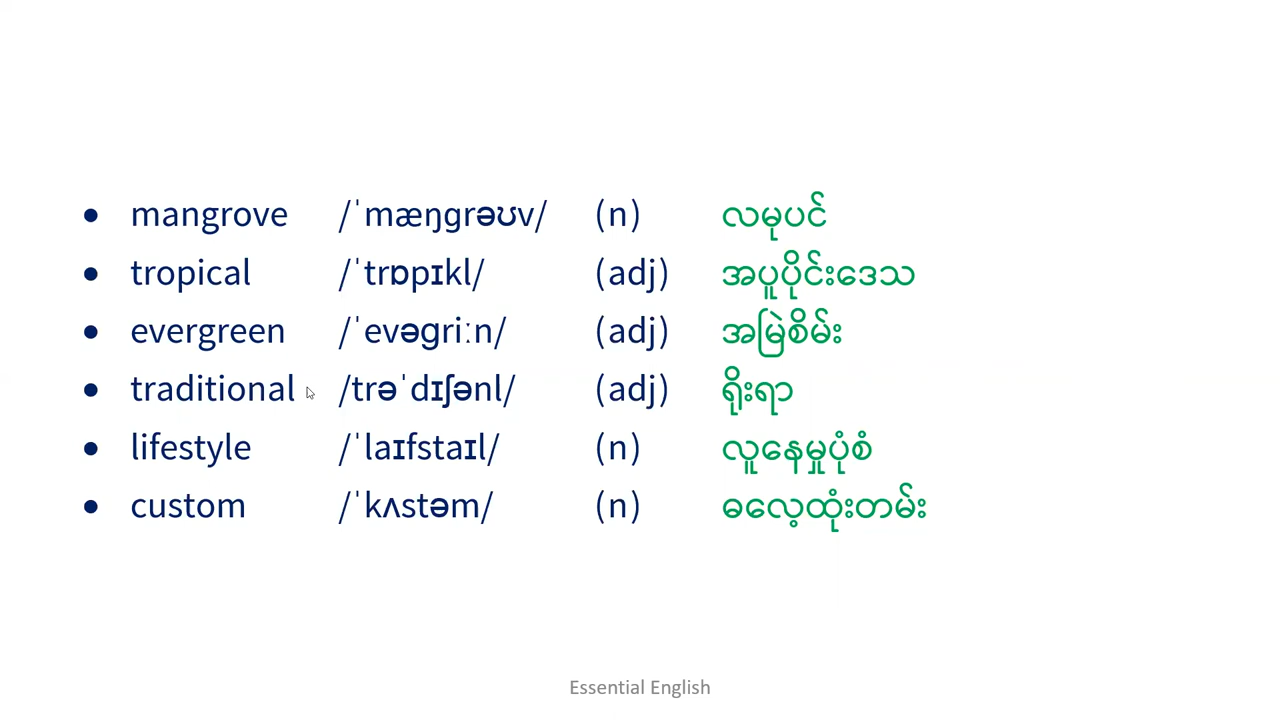 • mangrove /ˈmæŋɡrəʊv/ (n) လမုပင်
• tropical /ˈtrɒpɪkl/ (adj) အပူပိုင်းဒေသ
• evergreen /ˈevəɡriːn/ (adj) အမြဲစိမ်း
• traditional /trəˈdɪʃənl/ (adj) ရိုးရာ
• lifestyle /ˈlaɪfstaɪl/ (n) လူနေမှုပုံစံ
• custom /ˈkʌstəm/ (n) ဓလေ့ထုံးတမ်း
Essential English